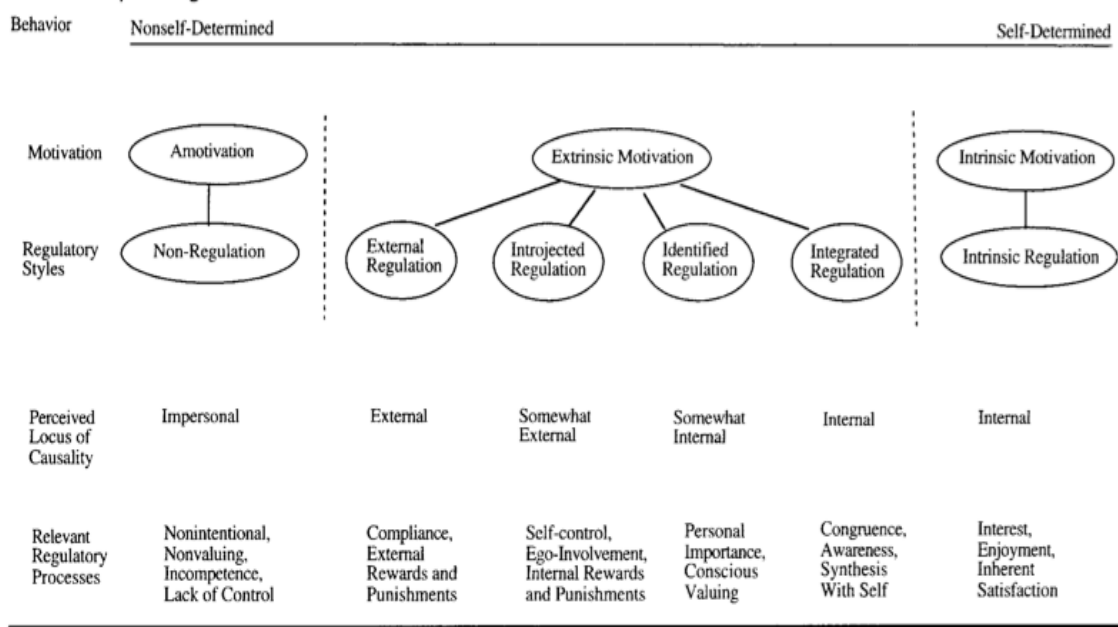 Behavior Nonself-Determined Self-Determined
Motivation Amotivation Extrinsic Motivation Intrinsic Motivation
Regulatory
Styles
Non-Regulation
External
Regulation
Introjected
Regulation
Identified
Regulation
Integrated
Regulation
Intrinsic Regulation
Perceived
Locus of
Causality
Impersonal
External
Somewhat
External
Somewhat
Internal
Internal
Internal
Relevant
Regulatory
Processes
Nonintentional,
Nonvaluing,
Incompetence,
Lack of Control
Compliance,
External
Rewards and
Punishments
Self-control,
Ego-Involvement,
Internal Rewards
and Punishments
Personal
Importance,
Conscious
Valuing
Congruence,
Awareness,
Synthesis
With Self
Interest,
Enjoyment,
Inherent
Satisfaction